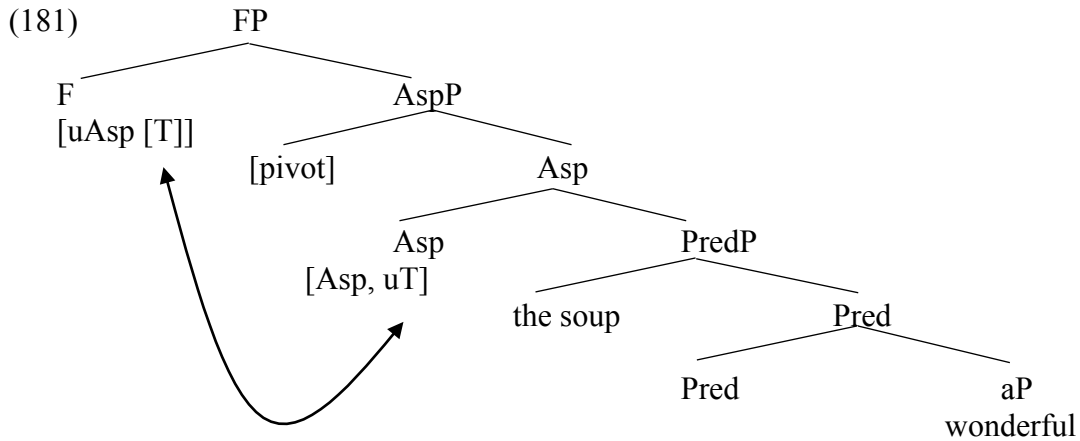 (181) FP
F AspP
[uAsp [T]]
[pivot] Asp
Asp PredP
[Asp, uT]
the soup Pred
Pred aP
wonderful